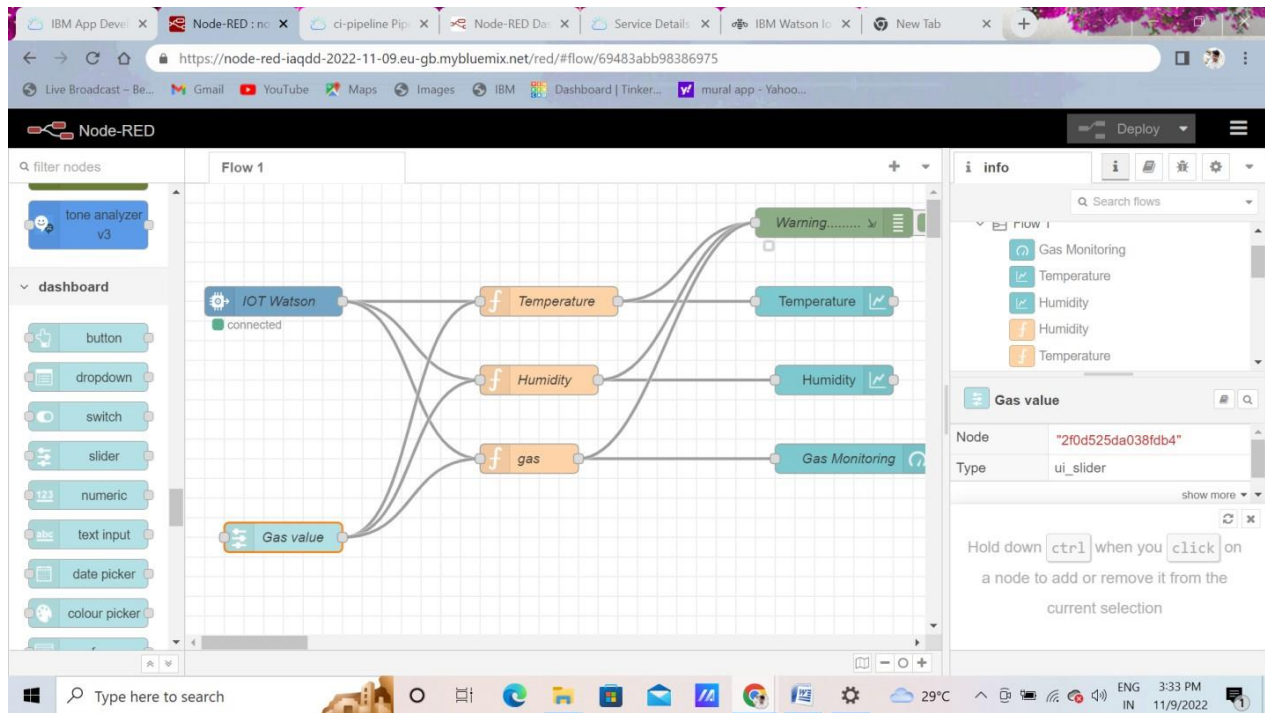 IBM App Devel
Node-RED : no
ci-pipeline Pip
Node-RED Da
Service Details
IBM Watson Io
New Tab
https://node-red-iaqdd-2022-11-09.eu-gb.mybluemix.net/red/#flow/69483abb98386975
Live Broadcast – Be...
Gmail
YouTube
Maps
Images
IBM
Dashboard | Tinker...
mural app - Yahoo...
Node-RED
Deploy
filter nodes
tone analyzer
v3
dashboard
button
dropdown
switch
slider
123 numeric
abc text input
date picker
colour picker
Flow 1
Warning.........
IOT Watson
connected
Temperature
Temperature
Humidity
Humidity
gas
Gas Monitoring
Gas value
i info
i
Search flows
Flow 1
Gas Monitoring
Temperature
Humidity
Humidity
Temperature
Gas value
Node "2f0d525da038fdb4"
Type ui_slider
show more
Hold down ctrl when you click on
a node to add or remove it from the
current selection
Type here to search
29°C
ENG
IN
3:33 PM
11/9/2022
1